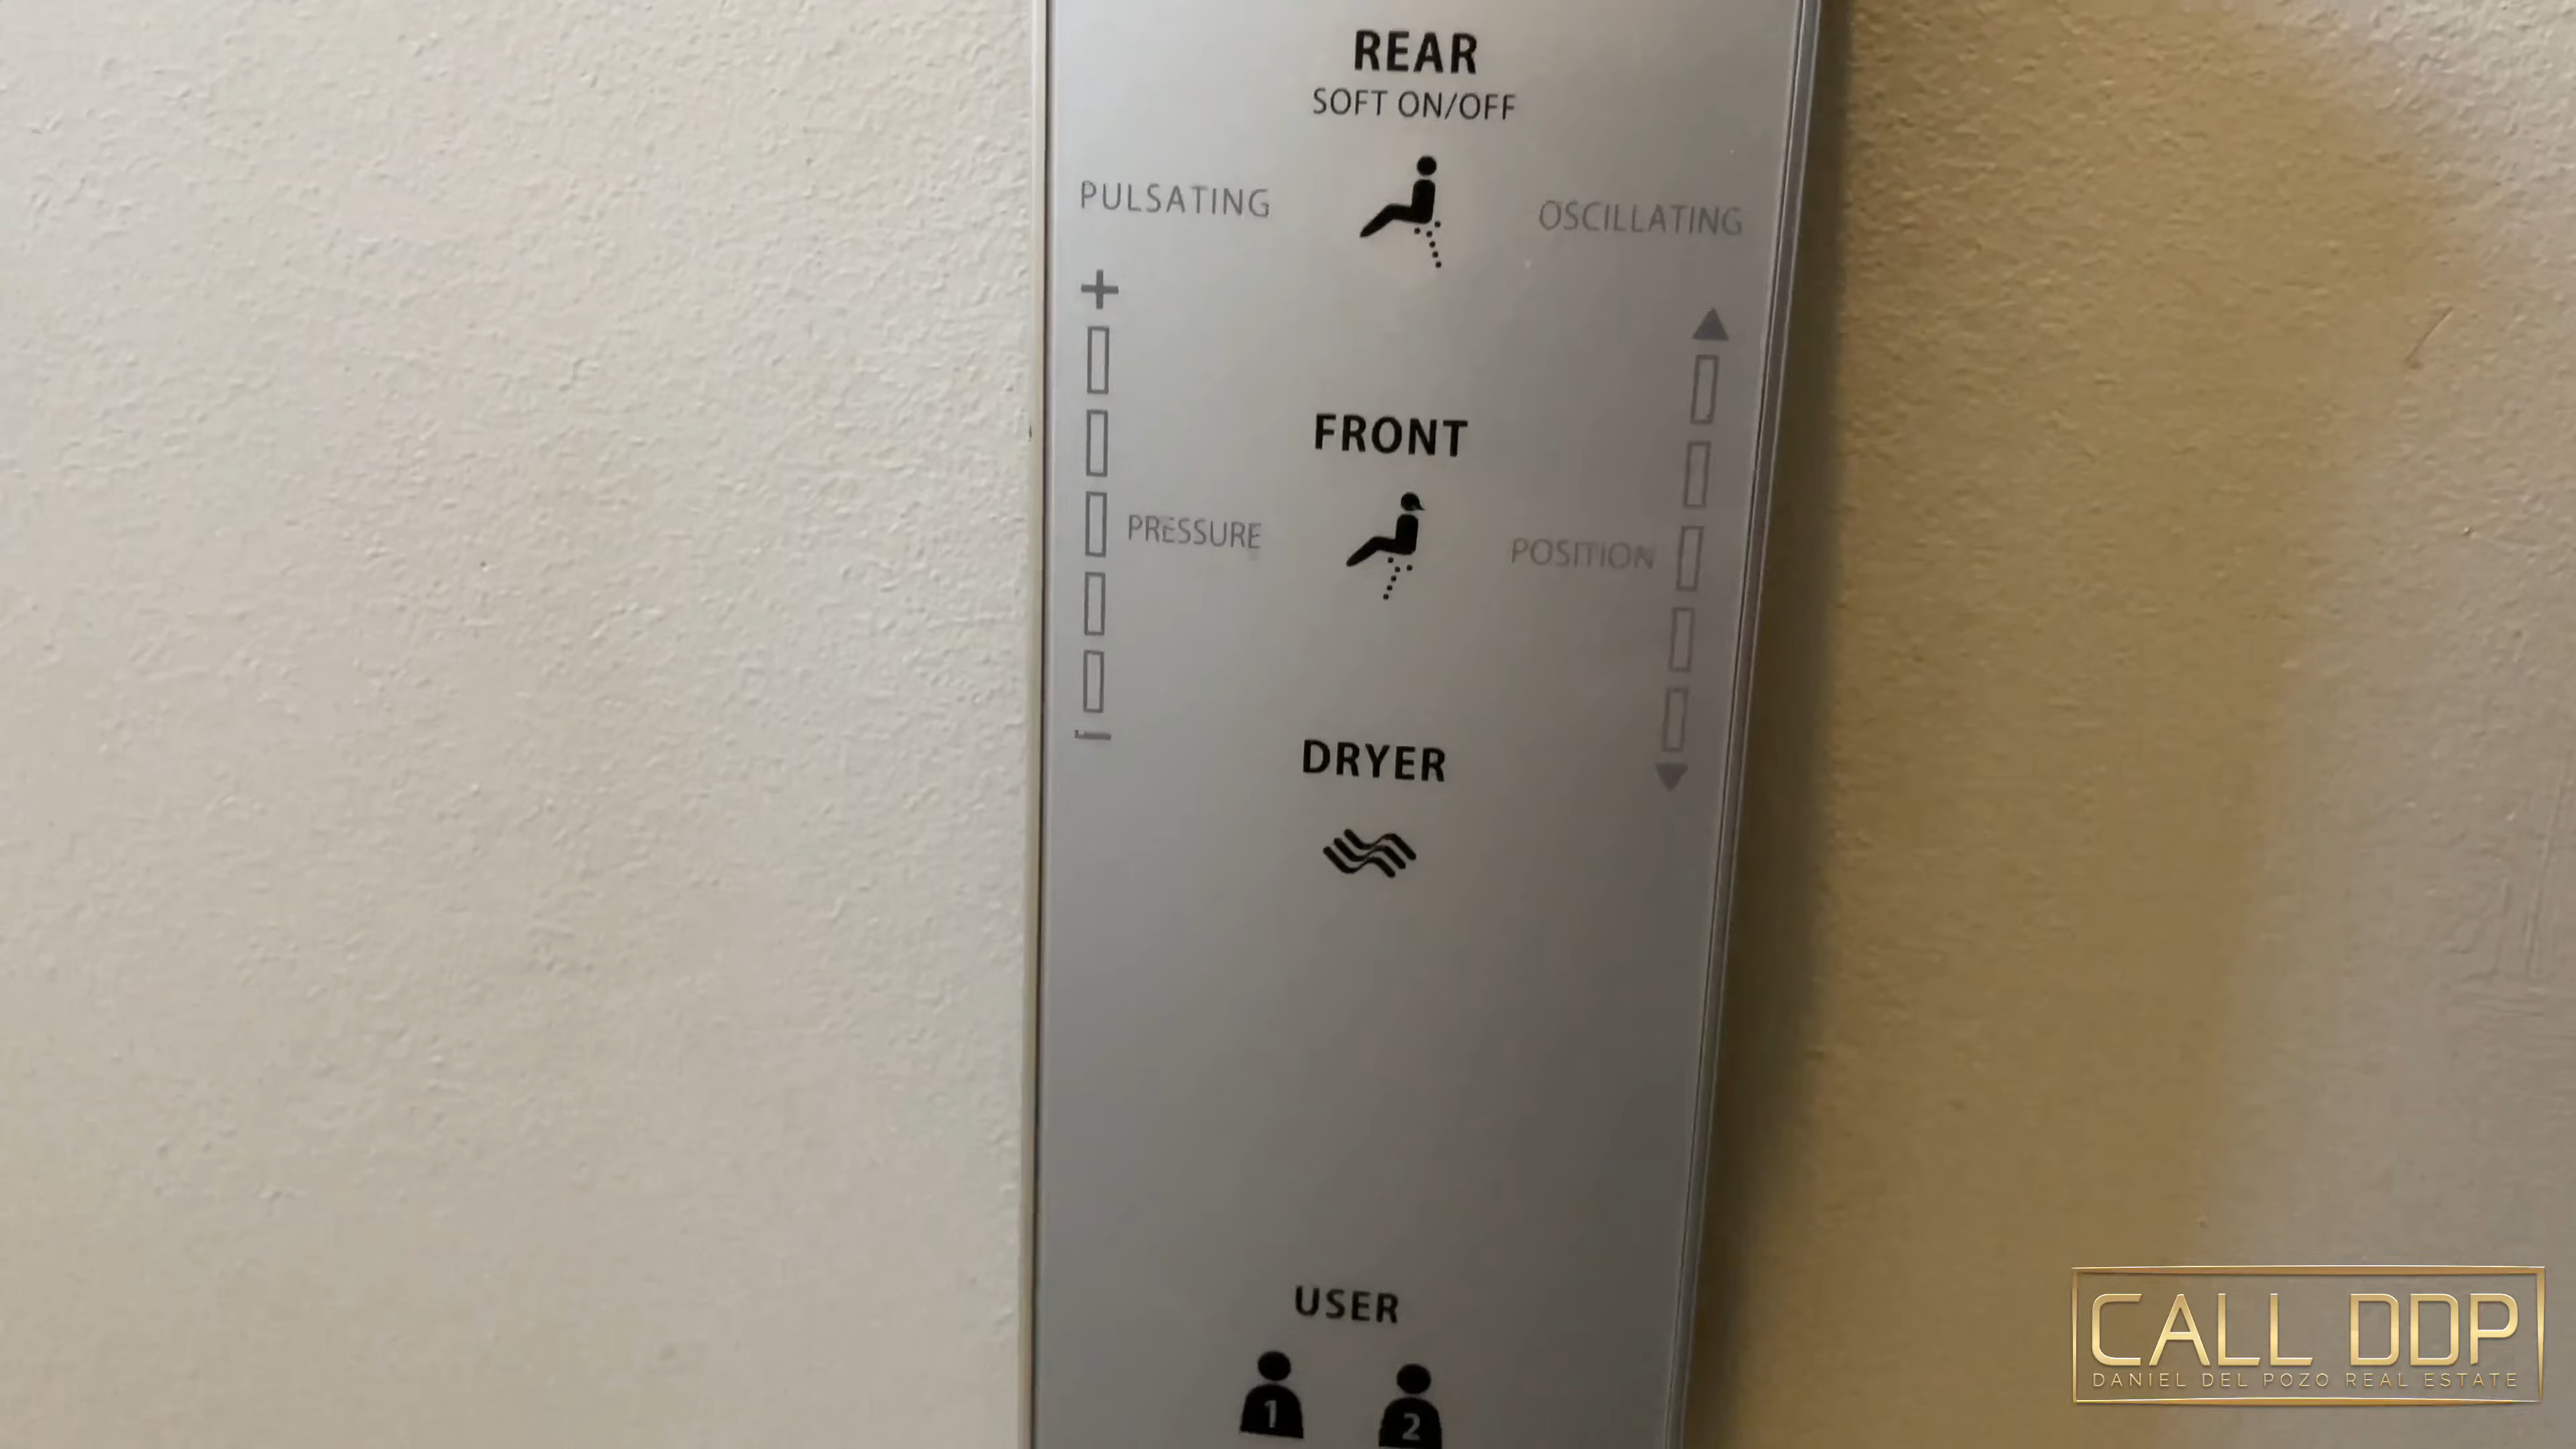 REAR
SOFT ON/OFF
PULSATING
OSCILLATING
+
FRONT
PRESSURE
POSITION
DRYER
USER
1
2
CALL DDP
DANIEL DEL POZO REAL ESTATE